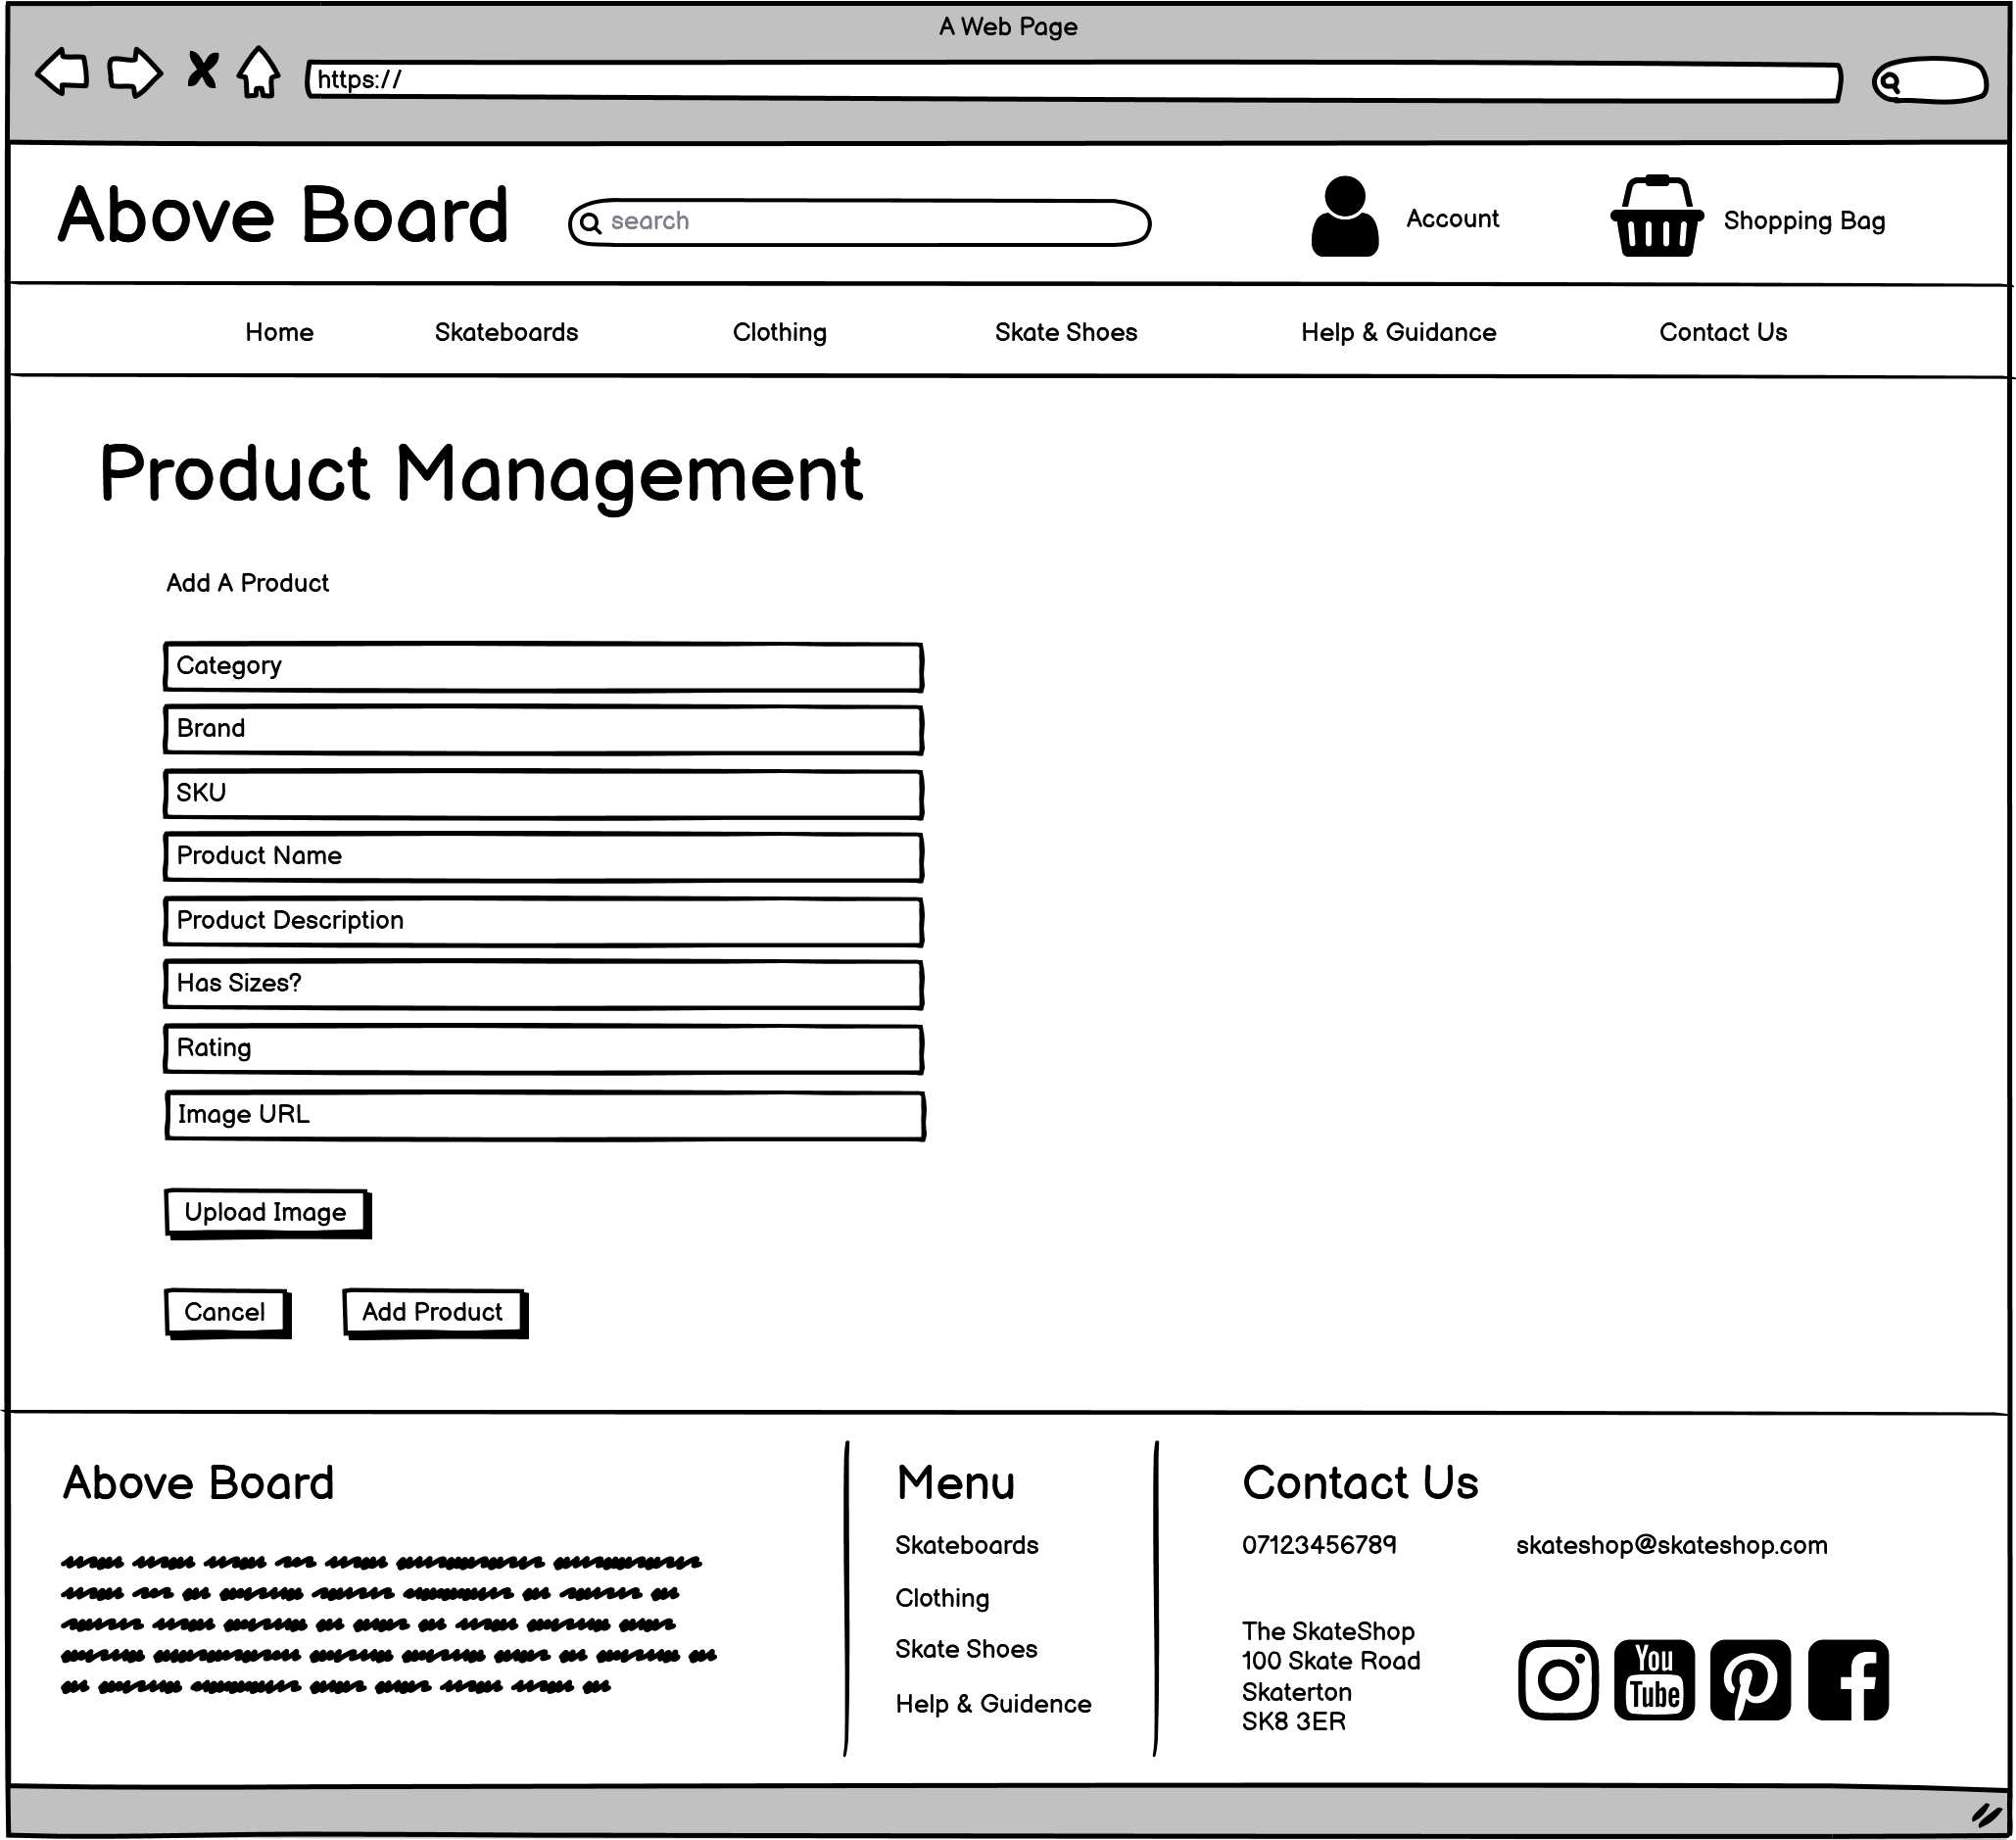 A Web Page
https://
Above Board
search
Account
Shopping Bag
Home
Skateboards
Clothing
Skate Shoes
Help & Guidance
Contact Us
Product Management
Add A Product
Category
Brand
SKU
Product Name
Product Description
Has Sizes?
Rating
Image URL
Upload Image
Cancel
Add Product
Above Board
Menu
Skateboards
Clothing
Skate Shoes
Help & Guidence
Contact Us
07123456789
skateshop@skateshop.com
The SkateShop
100 Skate Road
Skaterton
SK8 3ER
You
Tube